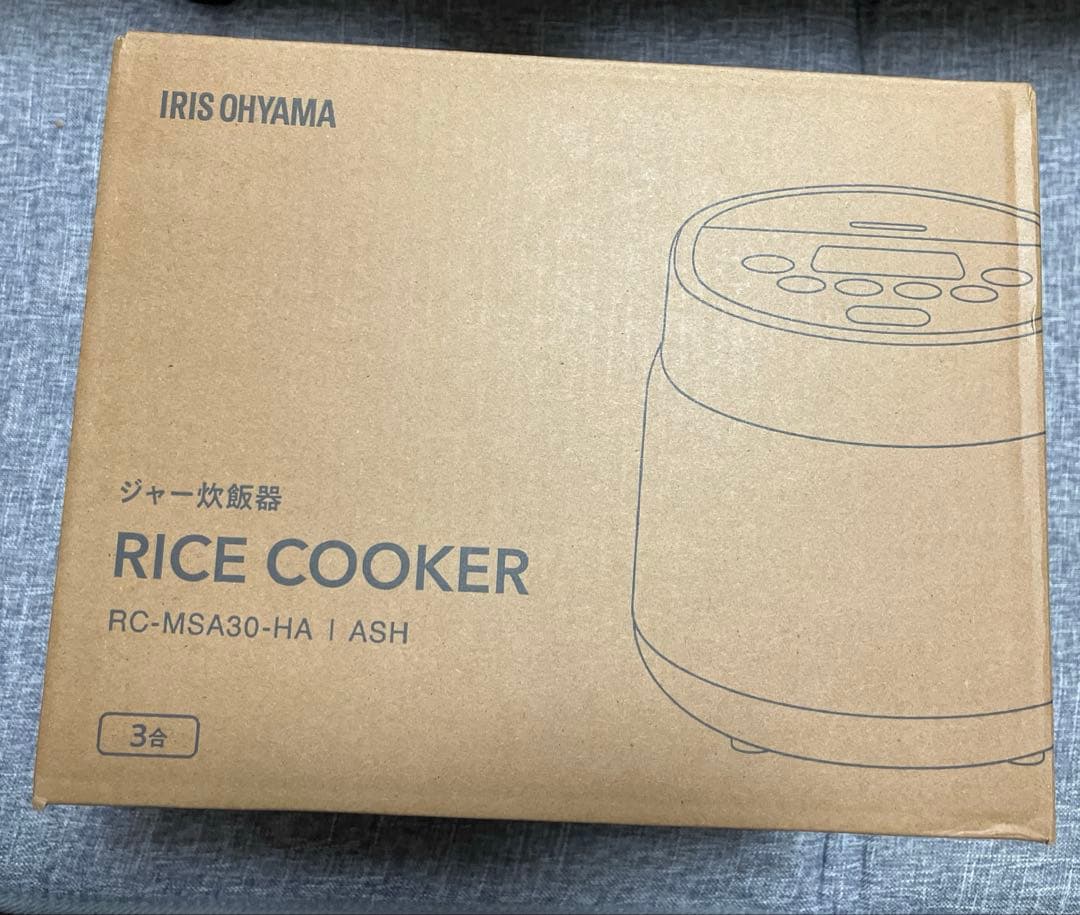 IRIS OHYAMA
ジャー炊飯器
RICE COOKER
RC-MSA30-HA | ASH
3合